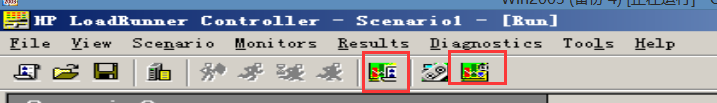 HP LoadRunner Controller - Scenario1 - [Run]
File View Scenario Monitors Results Diagnostics Tools Help